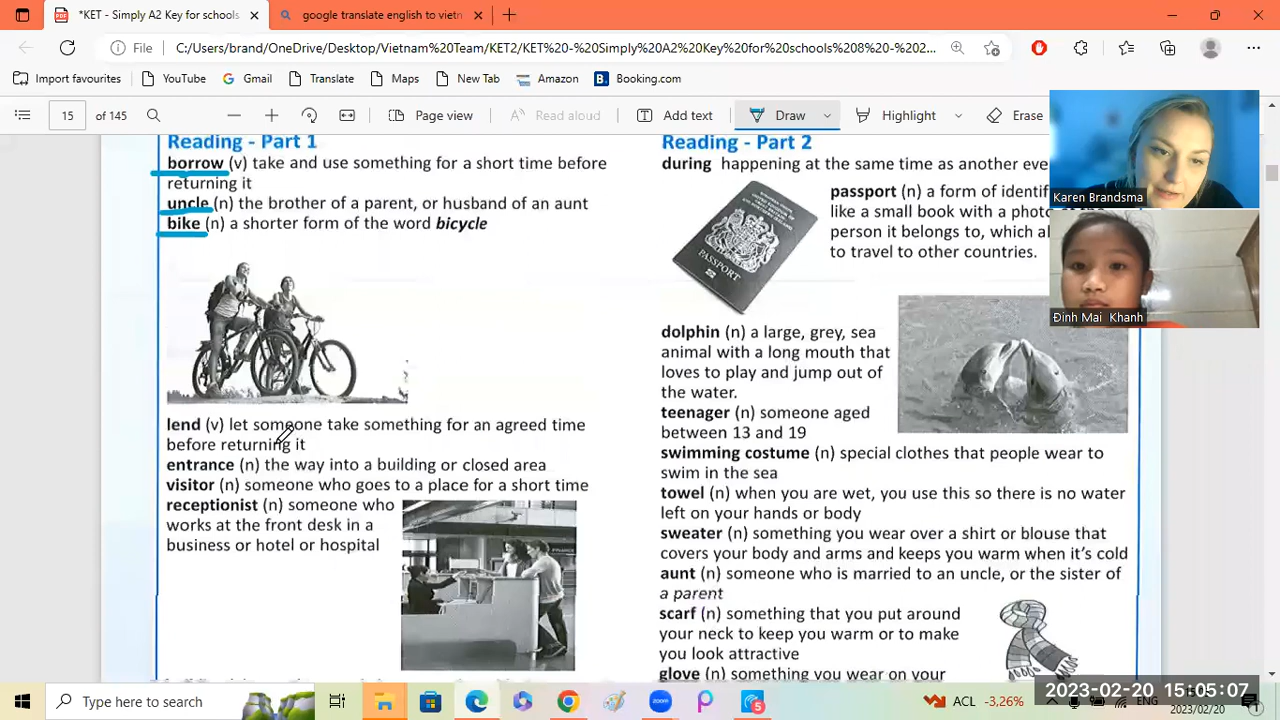 *KET - Simply A2 Key for schools
google translate english to vietn
File
C:/Users/brand/OneDrive/Desktop/Vietnam%20Team/KET2/KET%20-%20Simply%20A2%20Key%20for%20schools%208%20-%202...
Import favourites
YouTube
Gmail
Translate
Maps
New Tab
Amazon
Booking.com
15
of 145
Page view
Read aloud
Add text
Draw
Highlight
Erase
Karen Brandsma
Đinh Mai Khanh
Reading - Part 1
borrow (v) take and use something for a short time before
returning it
uncle (n) the brother of a parent, or husband of an aunt
bike (n) a shorter form of the word bicycle
lend (v) let someone take something for an agreed time
before returning it
entrance (n) the way into a building or closed area
visitor (n) someone who goes to a place for a short time
receptionist (n) someone who
works at the front desk in a
business or hotel or hospital
Reading - Part 2
during happening at the same time as another eve
passport (n) a form of identif
like a small book with a photo
person it belongs to, which al
to travel to other countries.
PASSPORT
dolphin (n) a large, grey, sea
animal with a long mouth that
loves to play and jump out of
the water.
teenager (n) someone aged
between 13 and 19
swimming costume (n) special clothes that people wear to
swim in the sea
towel (n) when you are wet, you use this so there is no water
left on your hands or body
sweater (n) something you wear over a shirt or blouse that
covers your body and arms and keeps you warm when it's cold
aunt (n) someone who is married to an uncle, or the sister of
a parent
scarf (n) something that you put around
your neck to keep you warm or to make
you look attractive
glove (n) something you wear on your
Type here to search
zoom
ACL -3,26%
ENG
2023-02-20 15:05:07
2023/02/20